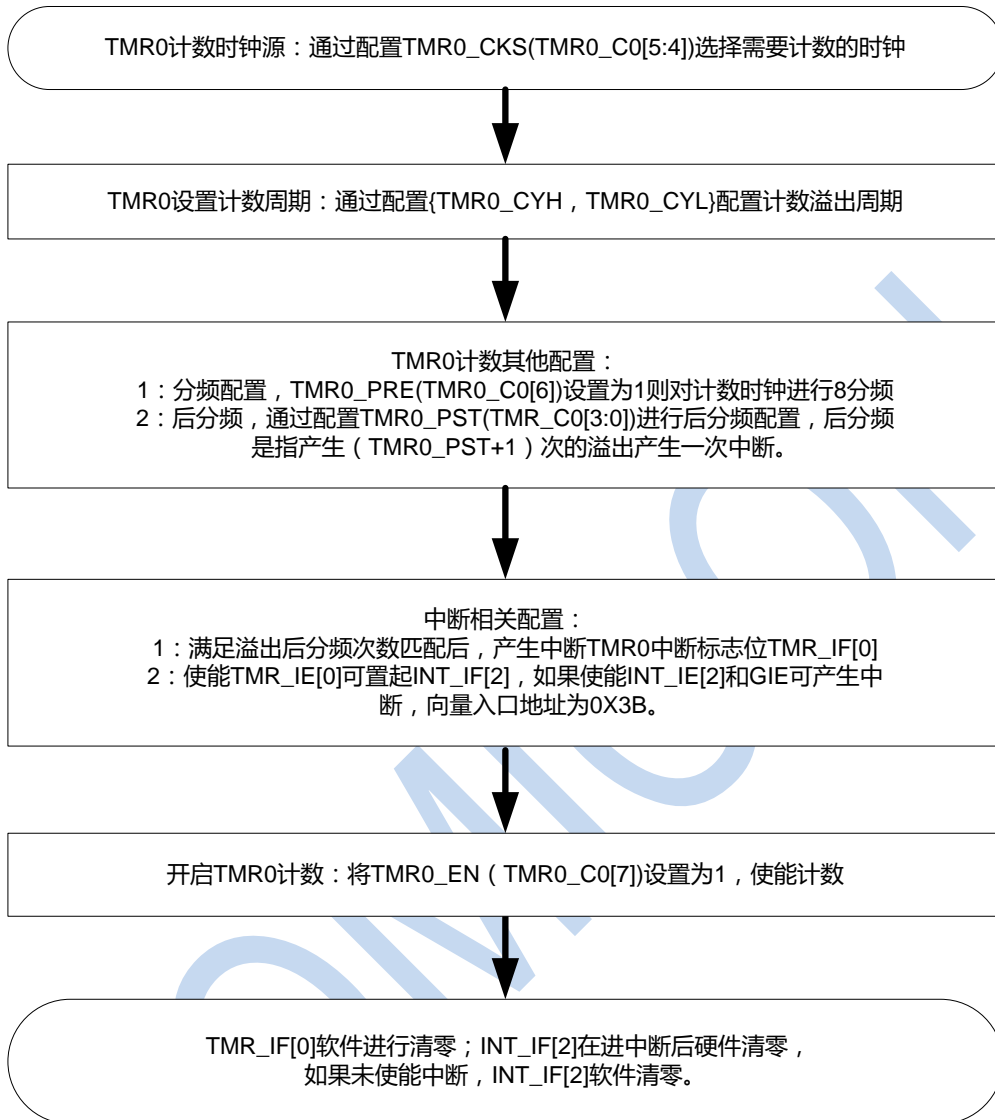 TMR0计数时钟源：通过配置TMR0_CKS(TMR0_C0[5:4])选择需要计数的时钟
TMR0设置计数周期：通过配置{TMR0_CYH，TMR0_CYL}配置计数溢出周期
TMR0计数其他配置：
1：分频配置，TMR0_PRE(TMR0_C0[6])设置为1则对计数时钟进行8分频
2：后分频，通过配置TMR0_PST(TMR_C0[3:0])进行后分频配置，后分频
是指产生（TMR0_PST+1）次的溢出产生一次中断。
中断相关配置：
1：满足溢出后分频次数匹配后，产生中断TMR0中断标志位TMR_IF[0]
2：使能TMR_IE[0]可置起INT_IF[2]，如果使能INT_IE[2]和GIE可产生中
断，向量入口地址为0X3B。
开启TMR0计数：将TMR0_EN（TMR0_C0[7])设置为1，使能计数
TMR_IF[0]软件进行清零；INT_IF[2]在进中断后硬件清零，
如果未使能中断，INT_IF[2]软件清零。